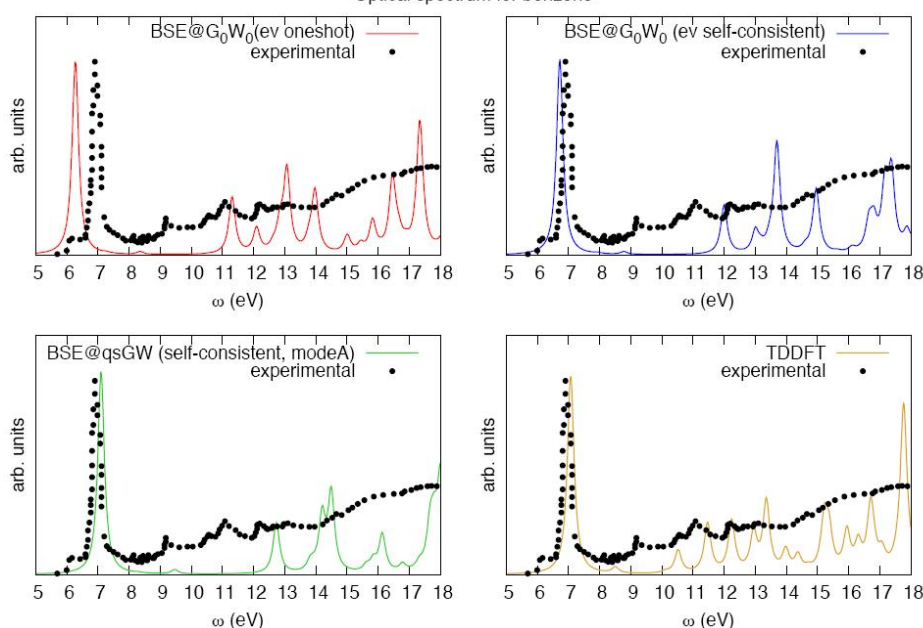 Optical spectrum for benzene
BSE@G₀W₀(ev oneshot)
experimental
arb. units
5 6 7 8 9 10 11 12 13 14 15 16 17 18
ω (eV)
BSE@G₀W₀ (ev self-consistent)
experimental
arb. units
5 6 7 8 9 10 11 12 13 14 15 16 17 18
ω (eV)
BSE@qsGW (self-consistent, modeA)
experimental
arb. units
5 6 7 8 9 10 11 12 13 14 15 16 17 18
ω (eV)
TDDFT
experimental
arb. units
5 6 7 8 9 10 11 12 13 14 15 16 17 18
ω (eV)